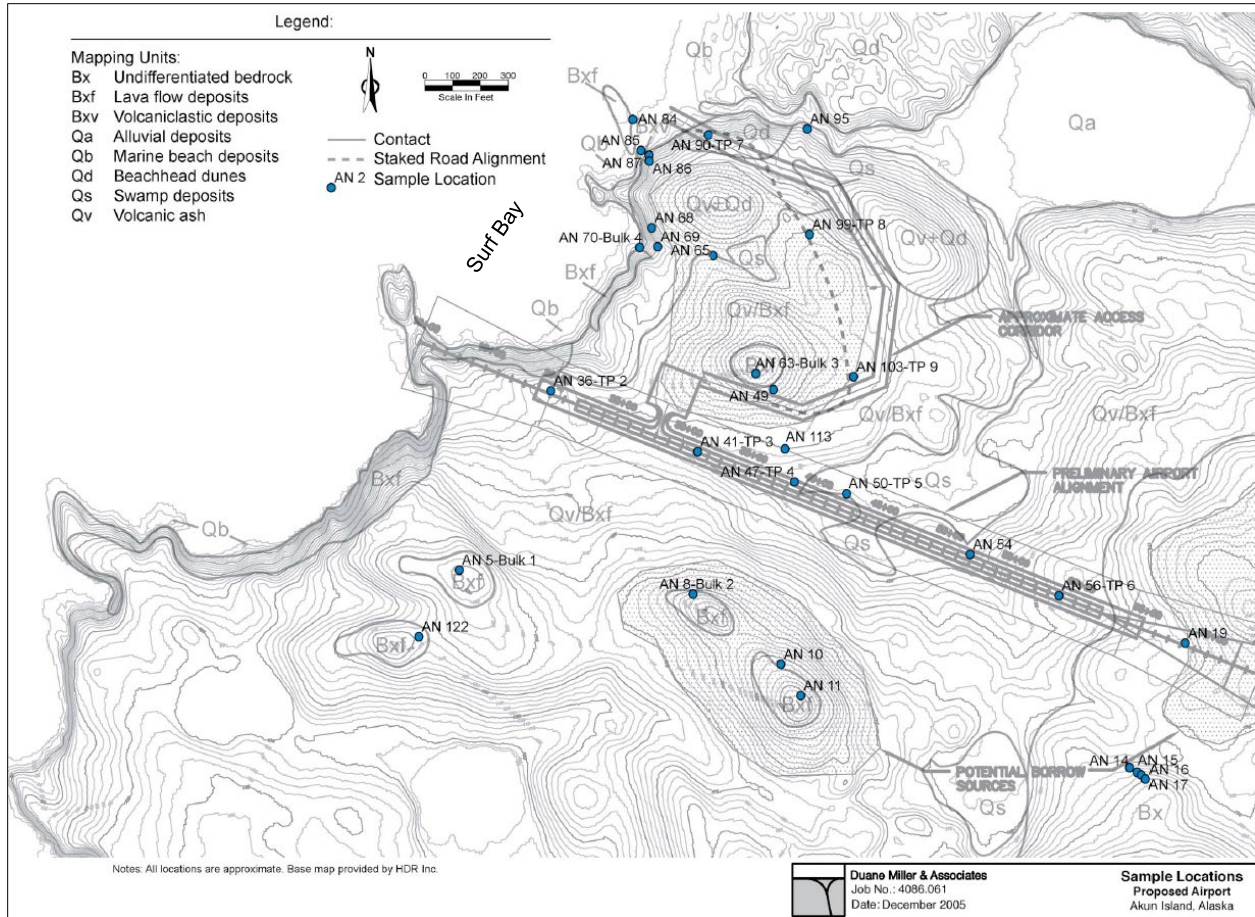 Legend:
Mapping Units:
Bx Undifferentiated bedrock
Bxf Lava flow deposits
Bxv Volcaniclastic deposits
Qa Alluvial deposits
Qb Marine beach deposits
Qd Beachhead dunes
Qs Swamp deposits
Qv Volcanic ash
N
0 100 200 300
Scale In Feet
Contact
Staked Road Alignment
AN 2 Sample Location
Qb
Qd
Bxf
AN 84
Bxv
AN 95
Qa
AN 85
Qd
AN 90-TP 7
Qb
AN 87
AN 86
Qs
Qv+Qd
Surf Bay
AN 68
AN 99-TP 8
AN 70-Bulk 4
AN 69
AN 65
Qs
Qv+Qd
Bxf
Qv/Bxf
Qb
APPROXIMATE ACCESS
CORRIDOR
AN 63-Bulk 3
AN 103-TP 9
AN 36-TP 2
AN 49
Qv/Bxf
Qv/Bxf
AN 41-TP 3
AN 113
Bxf
AN 47-TP 4
Qs
PRELIMINARY AIRPORT
ALIGNMENT
AN 50-TP 5
Qb
Qv/Bxf
Qs
AN 54
AN 5-Bulk 1
Bxf
AN 8-Bulk 2
AN 56-TP 6
Bxf
AN 122
Bxf
AN 19
AN 10
AN 11
Bxf
POTENTIAL BORROW
SOURCES
AN 14
AN 15
AN 16
AN 17
Qs
Bx
Notes: All locations are approximate. Base map provided by HDR Inc.
Duane Miller & Associates
Job No.: 4086.061
Date: December 2005
Sample Locations
Proposed Airport
Akun Island, Alaska